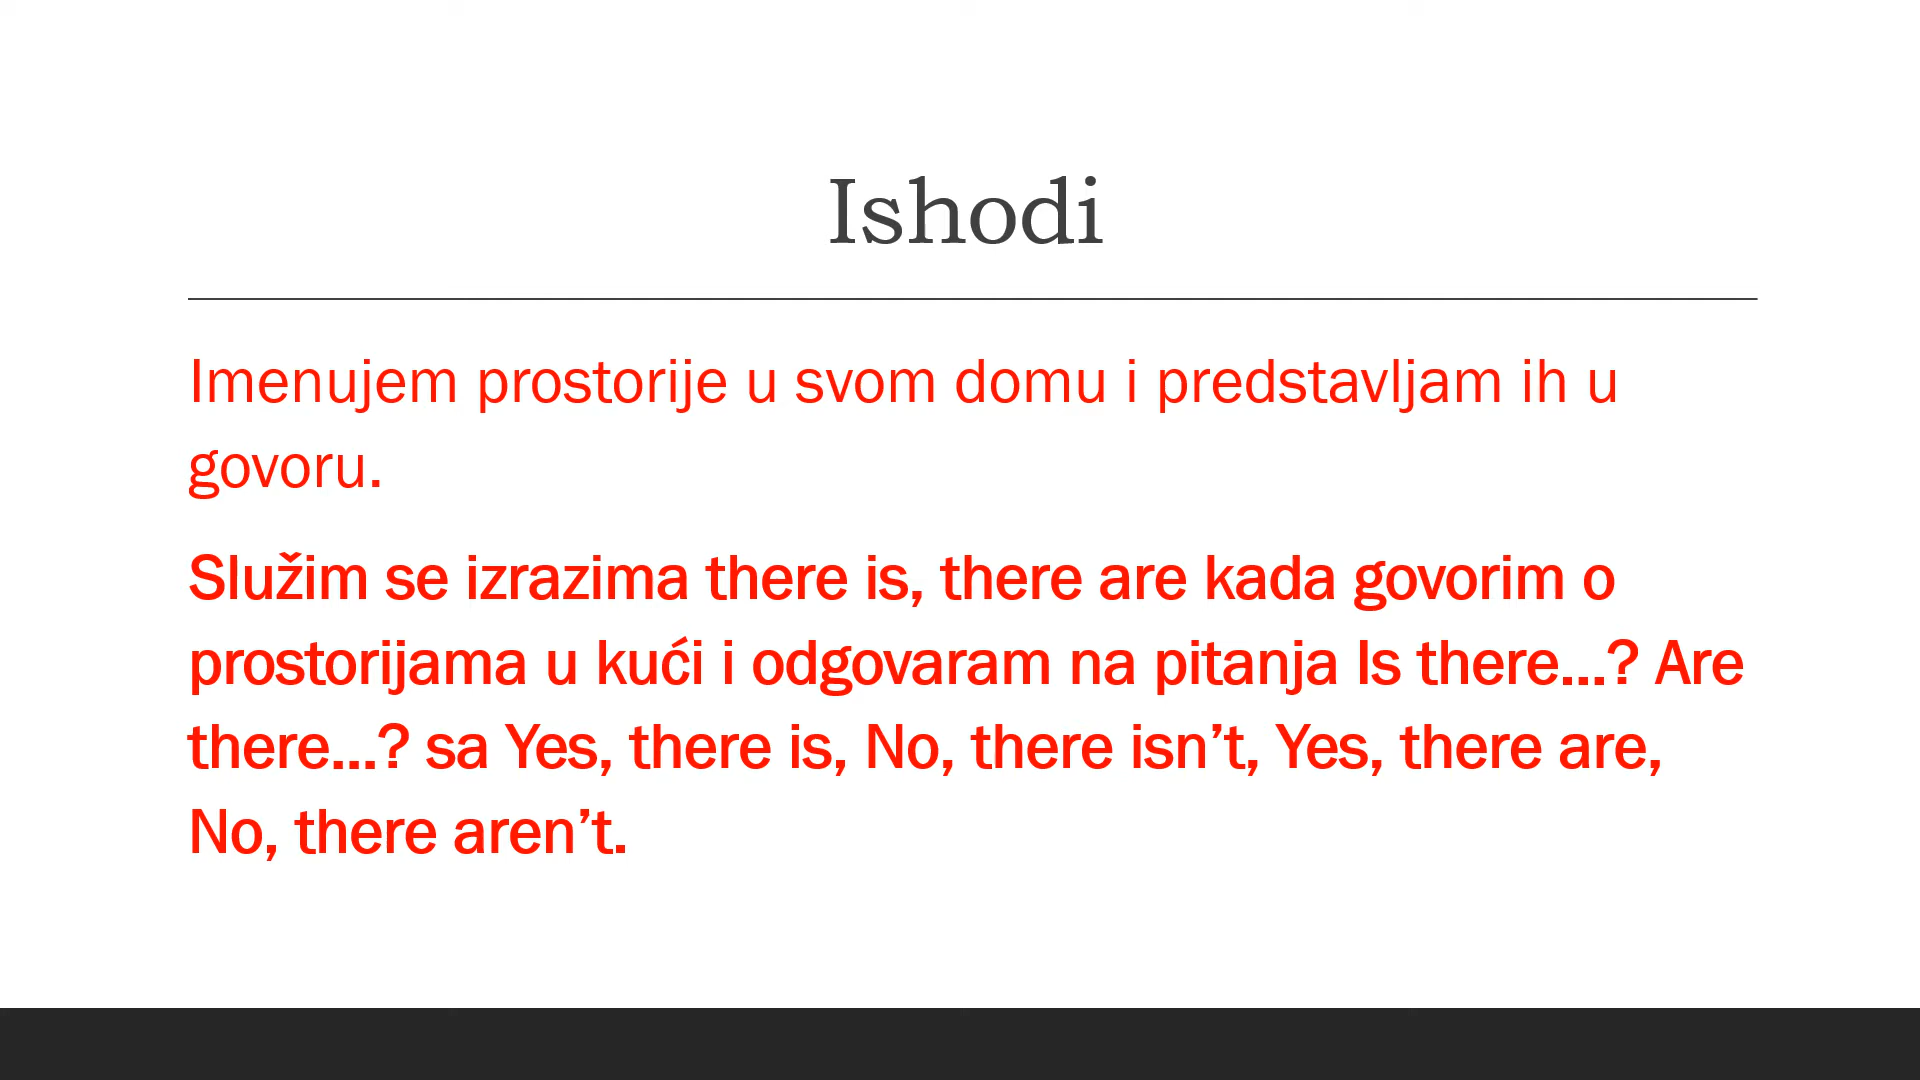 Ishodi
Imenujem prostorije u svom domu i predstavljam ih u
govoru.
Služim se izrazima there is, there are kada govorim o
prostorijama u kući i odgovaram na pitanja Is there...? Are
there...? sa Yes, there is, No, there isn’t, Yes, there are,
No, there aren’t.